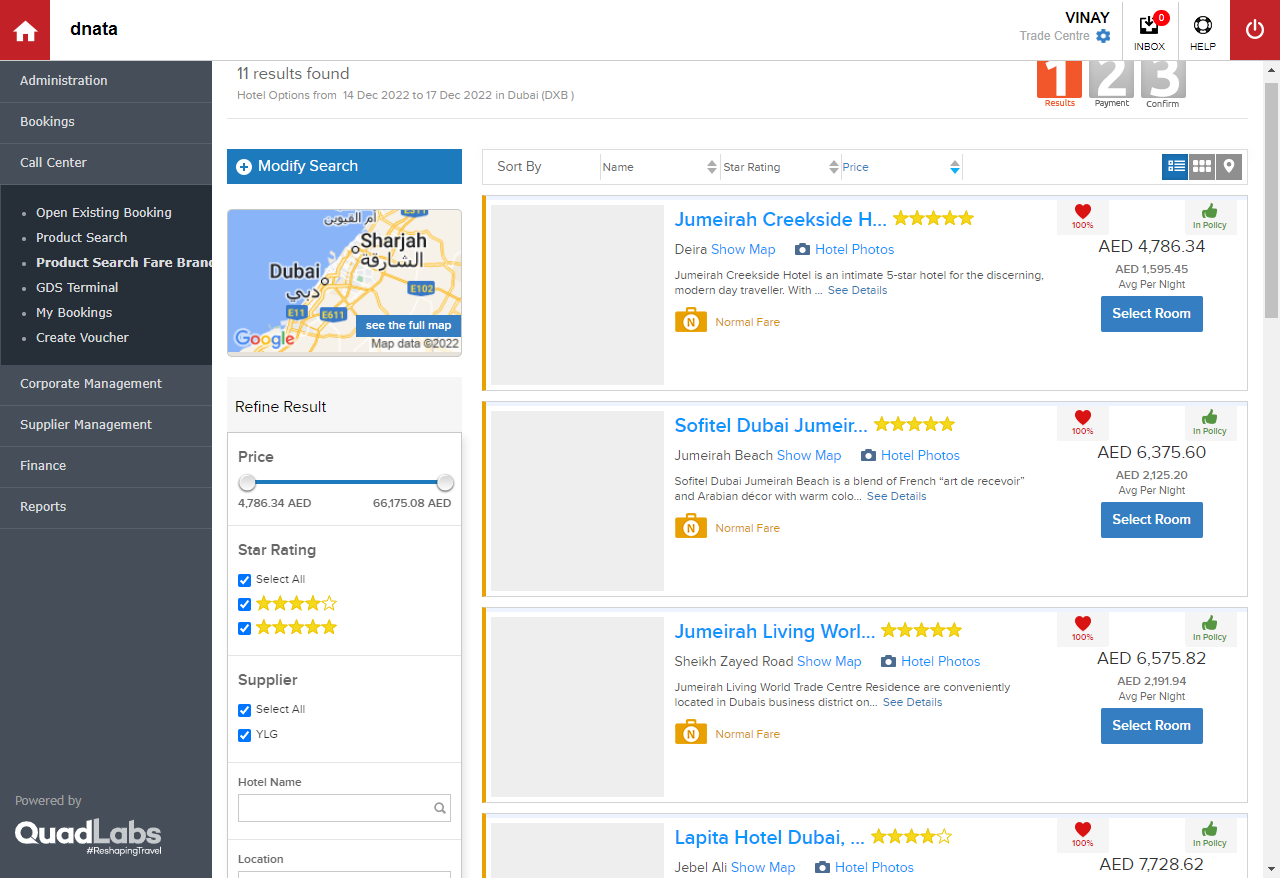 dnata
VINAY
Trade Centre
0
INBOX
HELP
Administration
Bookings
Call Center
Open Existing Booking
Product Search
Product Search Fare Brand
GDS Terminal
My Bookings
Create Voucher
Corporate Management
Supplier Management
Finance
Reports
Powered by
QuadLabs
#ReshapingTravel
11 results found
Hotel Options from 14 Dec 2022 to 17 Dec 2022 in Dubai (DXB )
1 2 3
Results Payment Confirm
Modify Search
أم القيوين
E311
Sharjah
الشارقة
Dubai
دبي
E102
E11
E611
see the full map
Google
Map data ©2022
Refine Result
Price
4,786.34 AED 66,175.08 AED
Star Rating
Select All
Supplier
Select All
YLG
Hotel Name
Location
Sort By Name Star Rating Price
Jumeirah Creekside H...
100%
In Policy
Deira Show Map Hotel Photos
AED 4,786.34
Jumeirah Creekside Hotel is an intimate 5-star hotel for the discerning,
modern day traveller. With ... See Details
AED 1,595.45
Avg Per Night
N Normal Fare
Select Room
Sofitel Dubai Jumeir...
100%
In Policy
Jumeirah Beach Show Map Hotel Photos
AED 6,375.60
Sofitel Dubai Jumeirah Beach is a blend of French “art de recevoir”
and Arabian décor with warm colo... See Details
AED 2,125.20
Avg Per Night
N Normal Fare
Select Room
Jumeirah Living Worl...
100%
In Policy
Sheikh Zayed Road Show Map Hotel Photos
AED 6,575.82
Jumeirah Living World Trade Centre Residence are conveniently
located in Dubais business district on... See Details
AED 2,191.94
Avg Per Night
N Normal Fare
Select Room
Lapita Hotel Dubai, ...
100%
In Policy
Jebel Ali Show Map Hotel Photos
AED 7,728.62